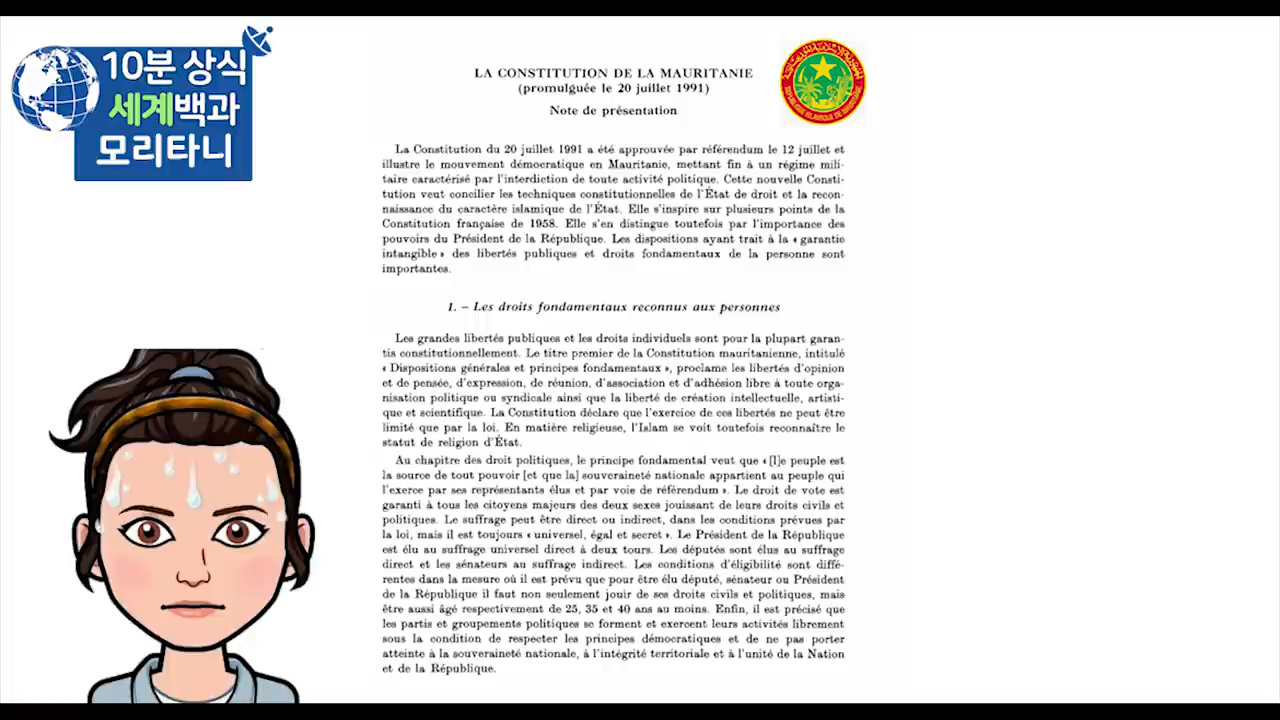 10분 상식
세계백과
모리타니
LA CONSTITUTION DE LA MAURITANIE
(promulguée le 20 juillet 1991)
Note de présentation
La Constitution du 20 juillet 1991 a été approuvée par référendum le 12 juillet et
illustre le mouvement démocratique en Mauritanie, mettant fin à un régime mili-
taire caractérisé par l'interdiction de toute activité politique. Cette nouvelle Consti-
tution veut concilier les techniques constitutionnelles de l'État de droit et la recon-
naissance du caractère islamique de l'État. Elle s'inspire sur plusieurs points de la
Constitution française de 1958. Elle s'en distingue toutefois par l'importance des
pouvoirs du Président de la République. Les dispositions ayant trait à la « garantie
intangible » des libertés publiques et droits fondamentaux de la personne sont
importantes.
1. – Les droits fondamentaux reconnus aux personnes
Les grandes libertés publiques et les droits individuels sont pour la plupart garan-
tis constitutionnellement. Le titre premier de la Constitution mauritanienne, intitulé
« Dispositions générales et principes fondamentaux », proclame les libertés d'opinion
et de pensée, d'expression, de réunion, d'association et d'adhésion libre à toute orga-
nisation politique ou syndicale ainsi que la liberté de création intellectuelle, artisti-
que et scientifique. La Constitution déclare que l'exercice de ces libertés ne peut être
limité que par la loi. En matière religieuse, l'Islam se voit toutefois reconnaître le
statut de religion d'État.
Au chapitre des droit politiques, le principe fondamental veut que « [l]e peuple est
la source de tout pouvoir [et que la] souveraineté nationale appartient au peuple qui
l'exerce par ses représentants élus et par voie de référendum ». Le droit de vote est
garanti à tous les citoyens majeurs des deux sexes jouissant de leurs droits civils et
politiques. Le suffrage peut être direct ou indirect, dans les conditions prévues par
la loi, mais il est toujours « universel, égal et secret ». Le Président de la République
est élu au suffrage universel direct à deux tours. Les députés sont élus au suffrage
direct et les sénateurs au suffrage indirect. Les conditions d'éligibilité sont diffé-
rentes dans la mesure où il est prévu que pour être élu député, sénateur ou Président
de la République il faut non seulement jouir de ses droits civils et politiques, mais
être aussi âgé respectivement de 25, 35 et 40 ans au moins. Enfin, il est précisé que
les partis et groupements politiques se forment et exercent leurs activités librement
sous la condition de respecter les principes démocratiques et de ne pas porter
atteinte à la souveraineté nationale, à l'intégrité territoriale et à l'unité de la Nation
et de la République.